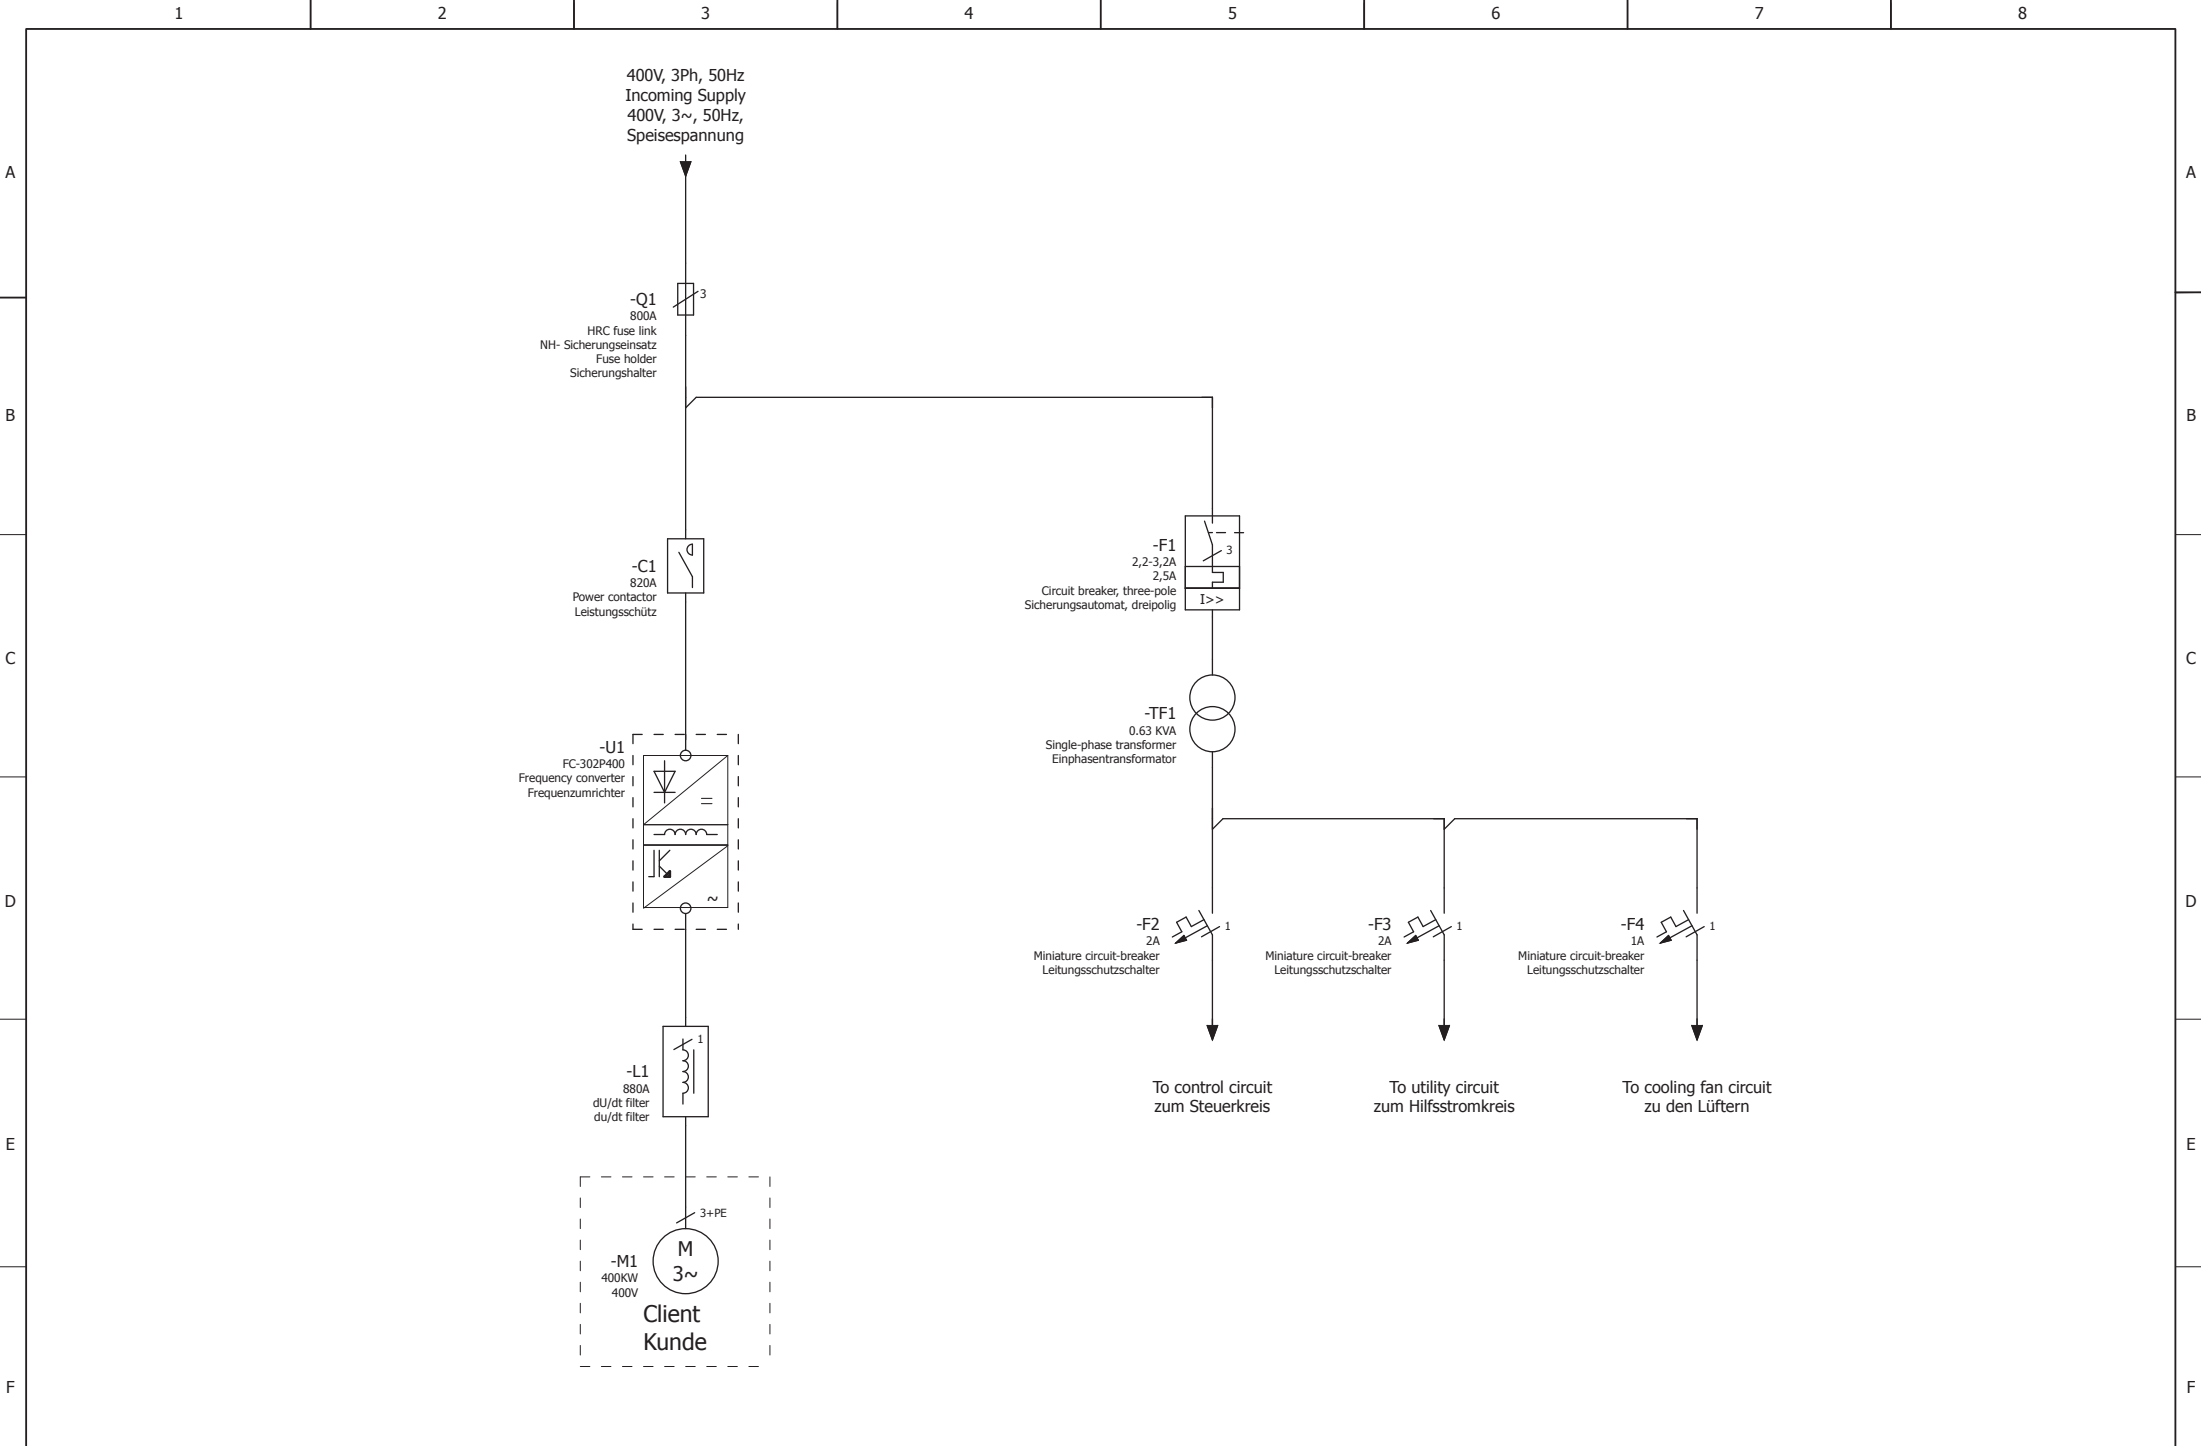 1 2 3 4 5 6 7 8
400V, 3Ph, 50Hz
Incoming Supply
400V, 3~, 50Hz,
Speisespannung
A A
-Q1
800A
HRC fuse link
NH- Sicherungseinsatz
Fuse holder
Sicherungshalter
3
B B
-C1
820A
Power contactor
Leistungsschütz
-F1
2,2-3,2A
2,5A
Circuit breaker, three-pole
Sicherungsautomat, dreipolig
3
I>>
C C
-TF1
0.63 KVA
Single-phase transformer
Einphasentransformator
-U1
FC-302P400
Frequency converter
Frequenzumrichter
=
~
D D
-F2
2A
Miniature circuit-breaker
Leitungsschutzschalter
1
-F3
2A
Miniature circuit-breaker
Leitungsschutzschalter
1
-F4
1A
Miniature circuit-breaker
Leitungsschutzschalter
1
-L1
880A
dU/dt filter
du/dt filter
1
To control circuit
zum Steuerkreis
To utility circuit
zum Hilfsstromkreis
To cooling fan circuit
zu den Lüftern
E E
3+PE
-M1
400KW
400V
M
3~
Client
Kunde
F F